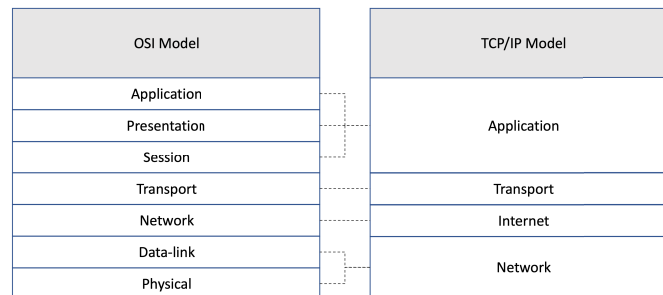 OSI Model
Application
Presentation
Session
Transport
Network
Data-link
Physical
TCP/IP Model
Application
Transport
Internet
Network